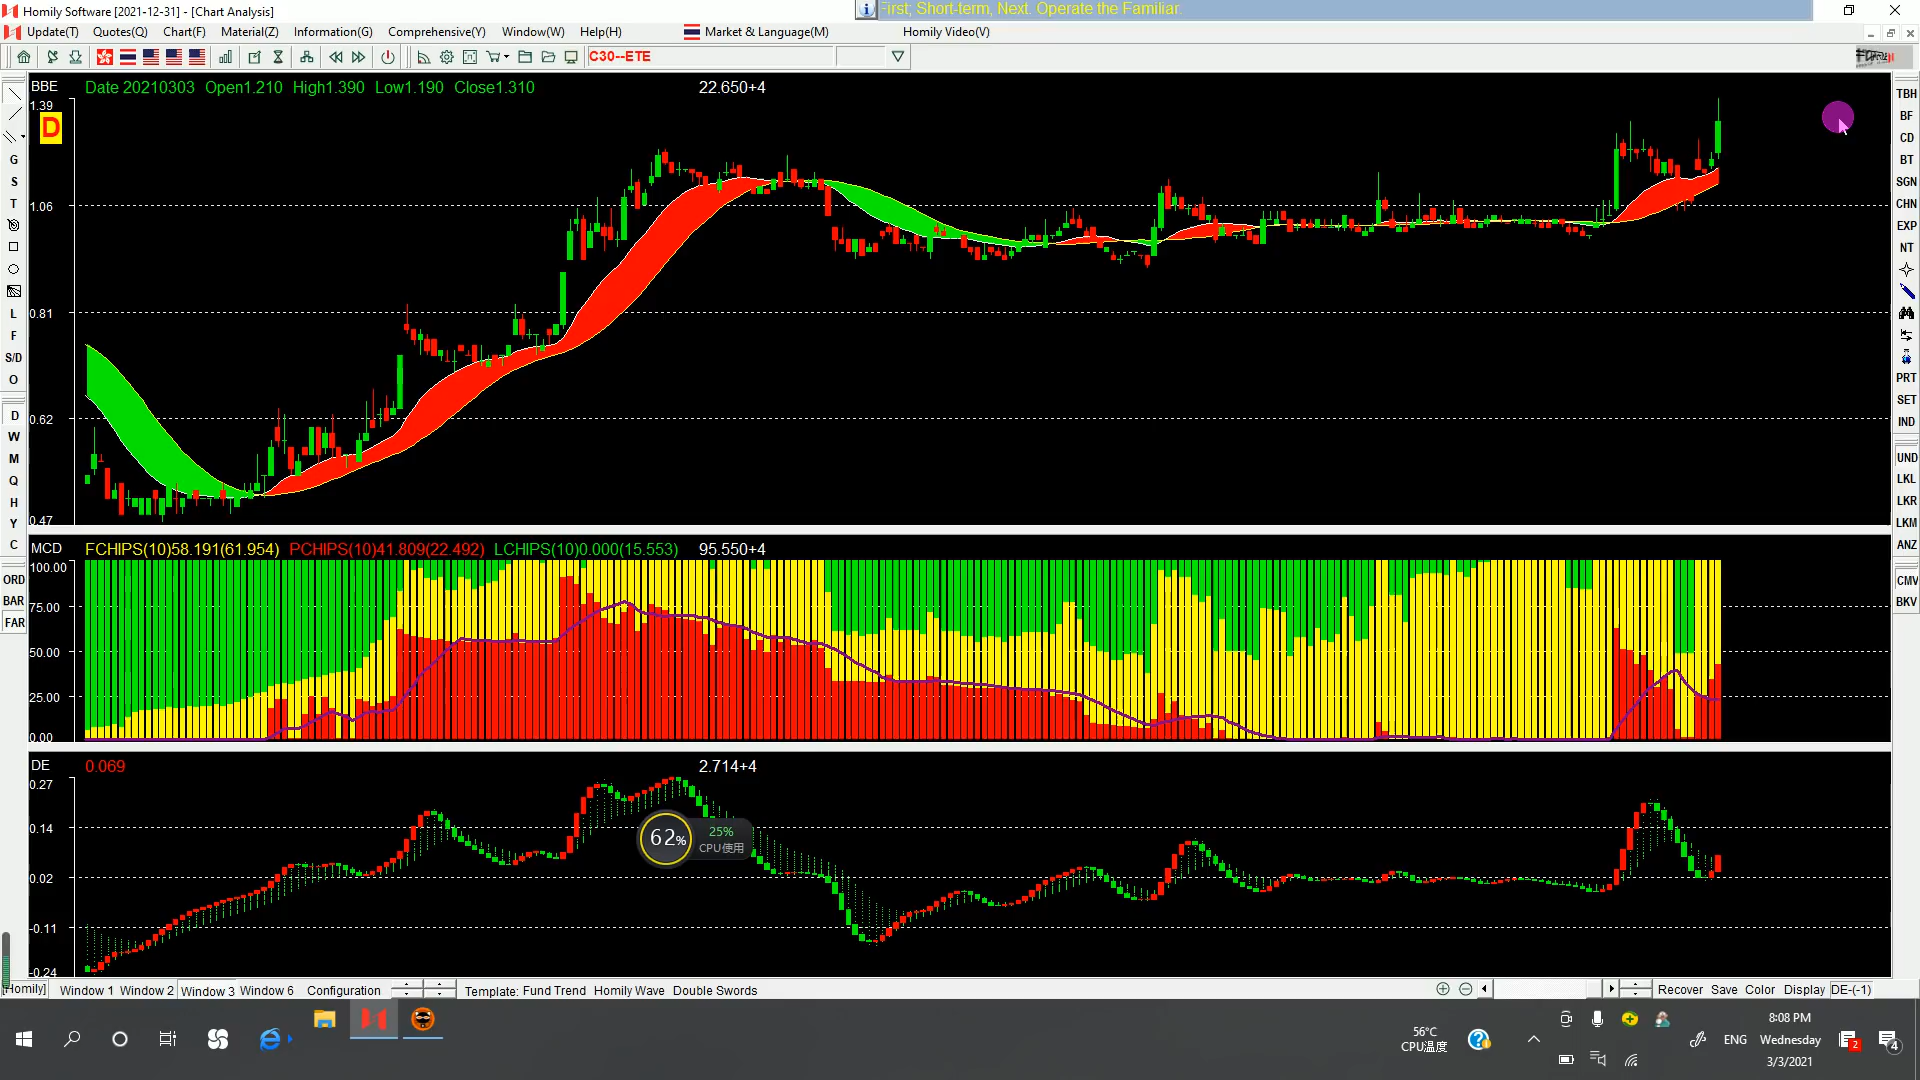 Homily Software [2021-12-31] - [Chart Analysis]
First; Short-term, Next. Operate the Familiar.
Update(T) Quotes(Q) Chart(F) Material(Z) Information(G) Comprehensive(Y) Window(W) Help(H) Market & Language(M) Homily Video(V)
C30--ETE
BBE Date 20210303 Open1.210 High1.390 Low1.190 Close1.310 22.650+4
1.39
D
1.06
0.81
0.62
0.47
MCD FCHIPS(10)58.191(61.954) PCHIPS(10)41.809(22.492) LCHIPS(10)0.000(15.553) 95.550+4
100.00
75.00
50.00
25.00
0.00
DE 0.069 2.714+4
0.27
0.14
0.02
-0.11
-0.24
62%
25%
CPU使用
G
S
T
L
F
S/D
O
D
W
M
Q
H
Y
C
ORD
BAR
FAR
TBH
BF
CD
BT
SGN
CHN
EXP
NT
PRT
SET
IND
UND
LKL
LKR
LKM
ANZ
CMV
BKV
[Homily] Window 1 Window 2 Window 3 Window 6 Configuration Template: Fund Trend Homily Wave Double Swords Recover Save Color Display DE-(-1)
56°C
CPU温度
ENG
8:08 PM
Wednesday
3/3/2021
2
4